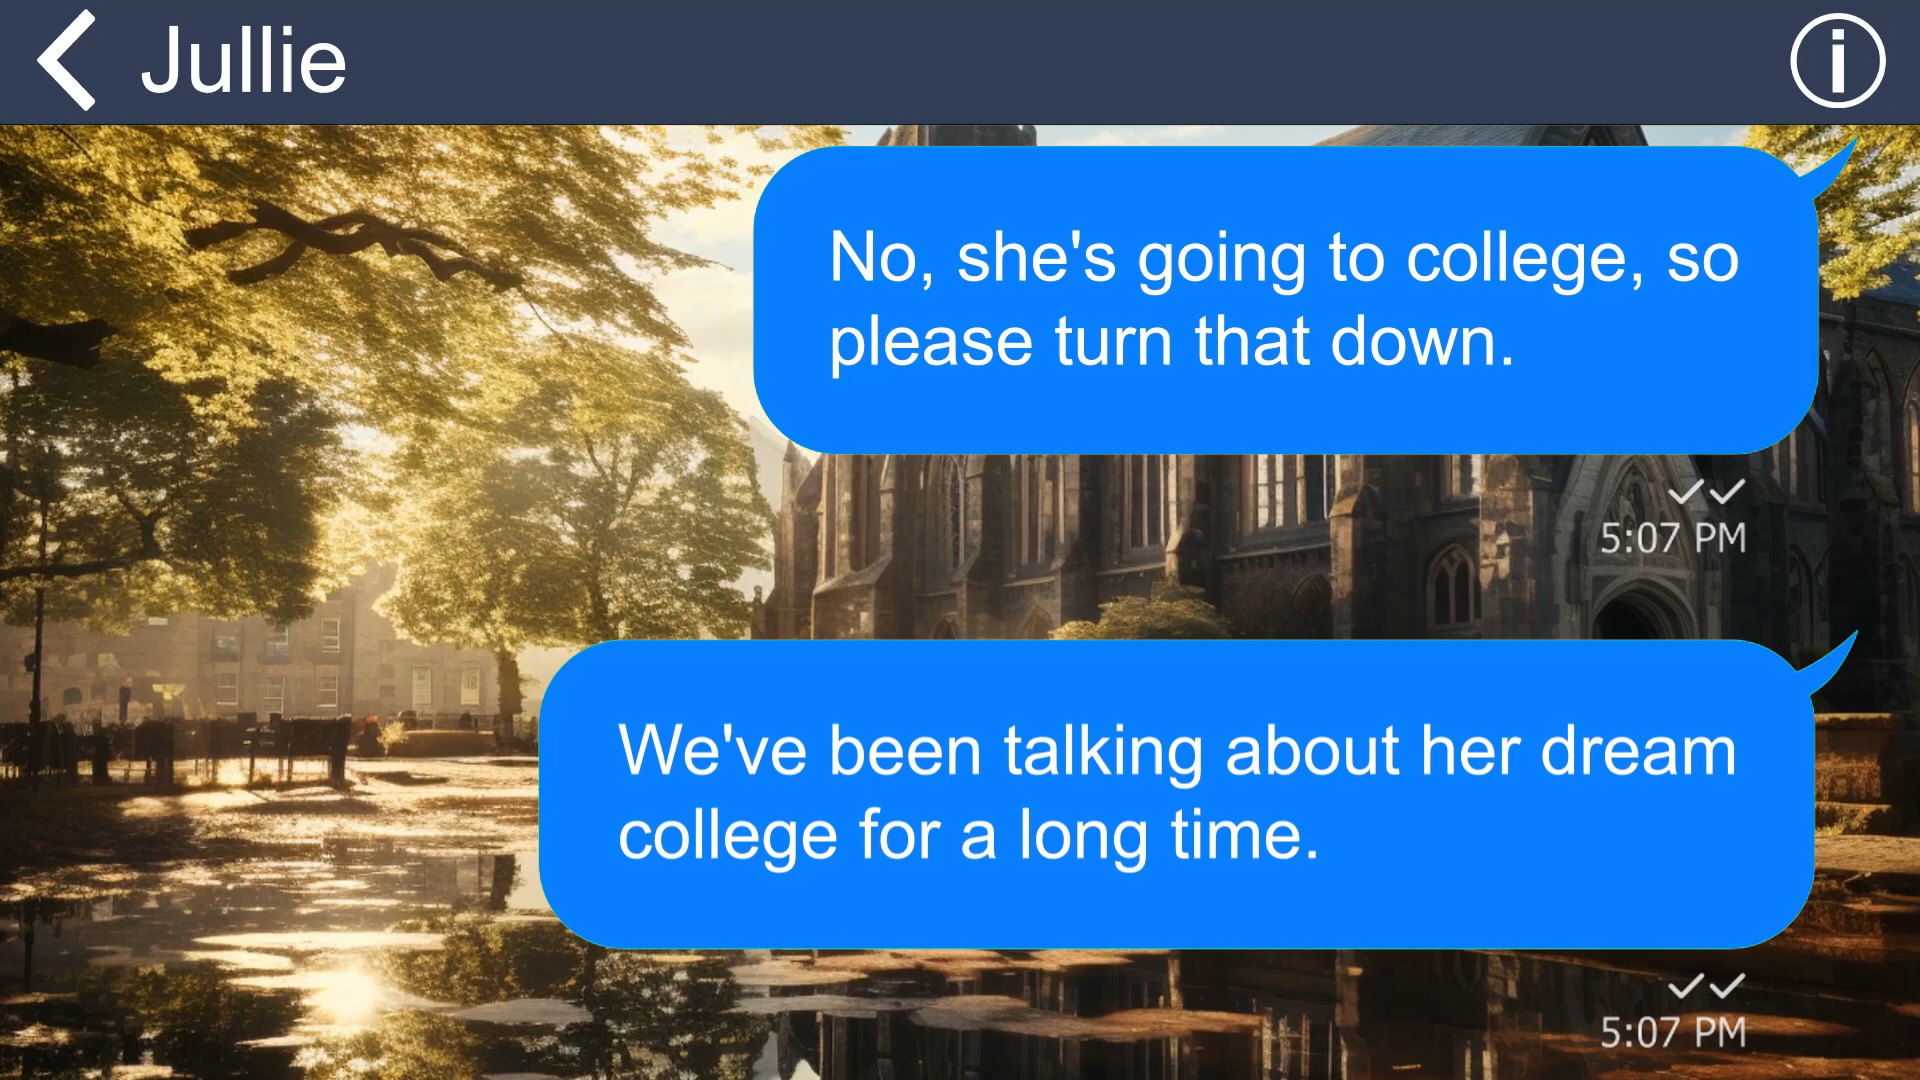 Jullie
No, she's going to college, so
please turn that down.
5:07 PM
We've been talking about her dream
college for a long time.
5:07 PM